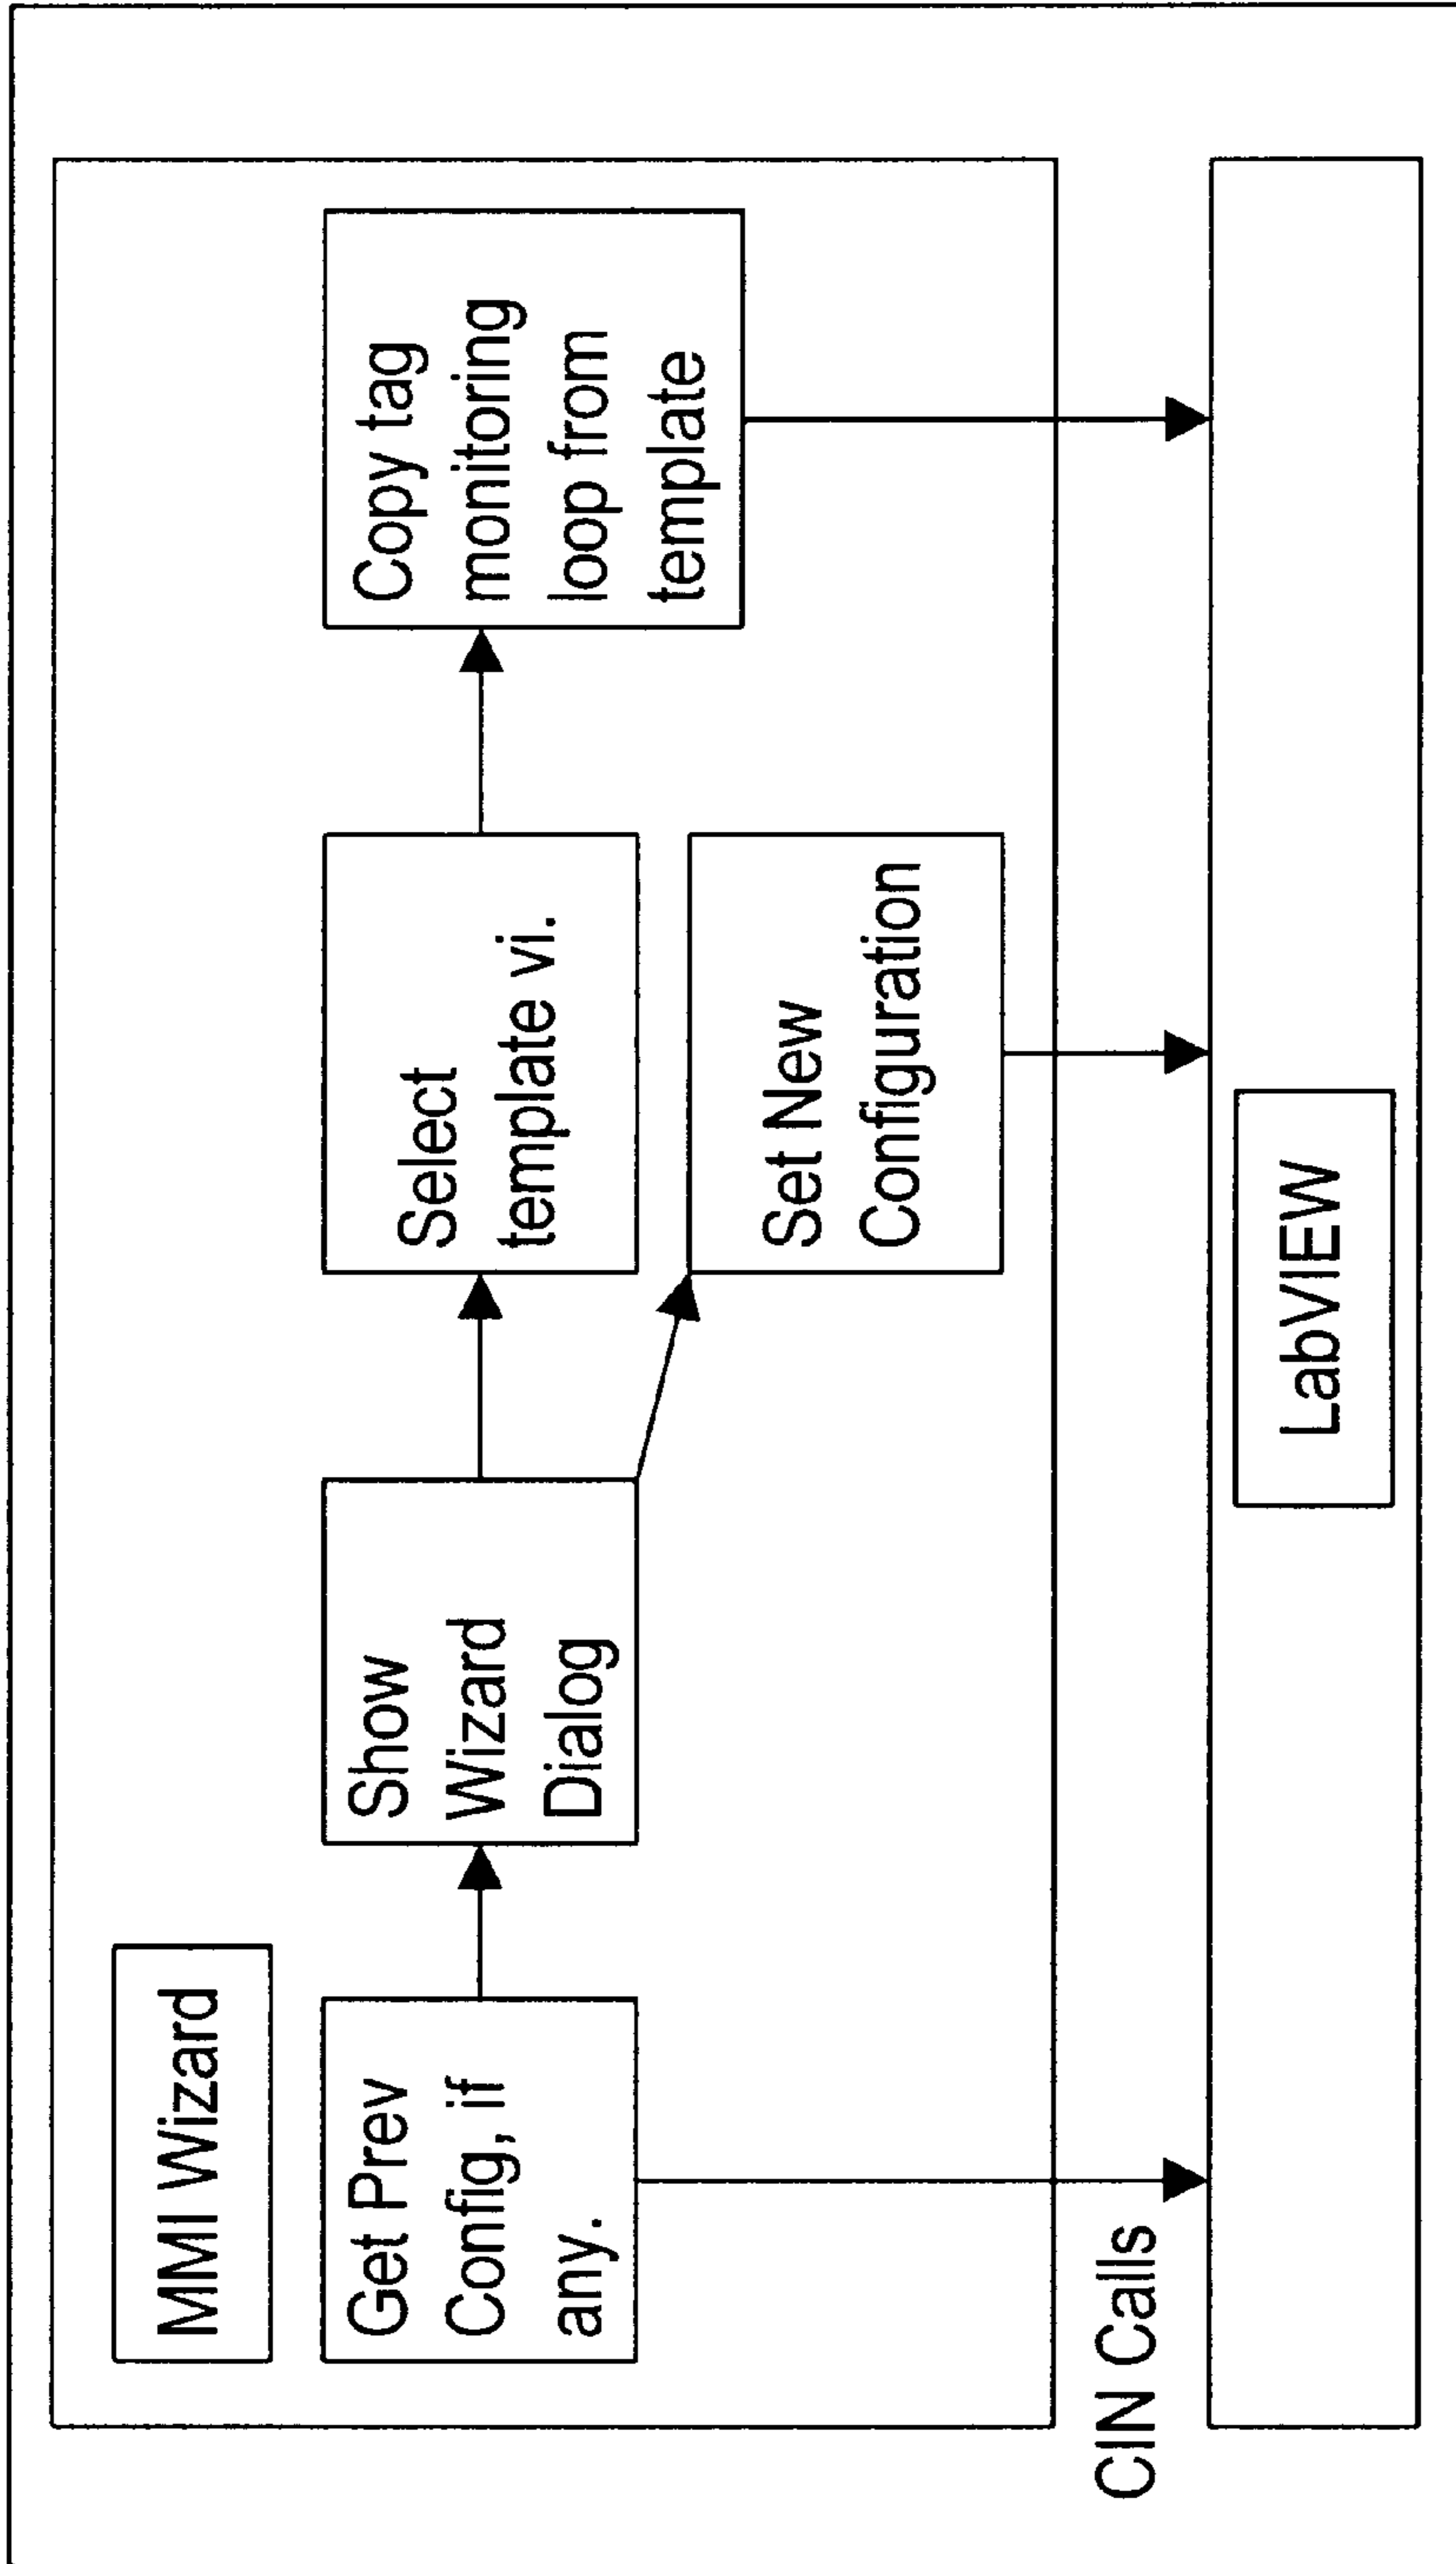 MMI Wizard
Get Prev
Config, if
any.
Show
Wizard
Dialog
Select
template vi.
Copy tag
monitoring
loop from
template
Set New
Configuration
CIN Calls
LabVIEW